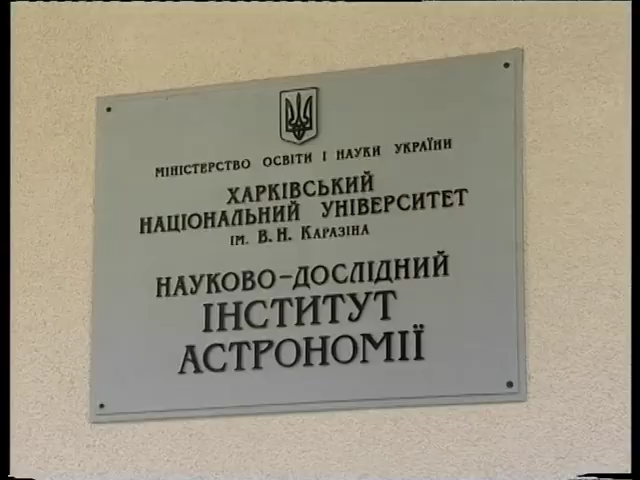 МІНІСТЕРСТВО ОСВІТИ І НАУКИ УКРАЇНИ
ХАРКІВСЬКИЙ
НАЦІОНАЛЬНИЙ УНІВЕРСИТЕТ
ІМ. В. Н. КАРАЗІНА
НАУКОВО-ДОСЛІДНИЙ
ІНСТИТУТ
АСТРОНОМІЇ